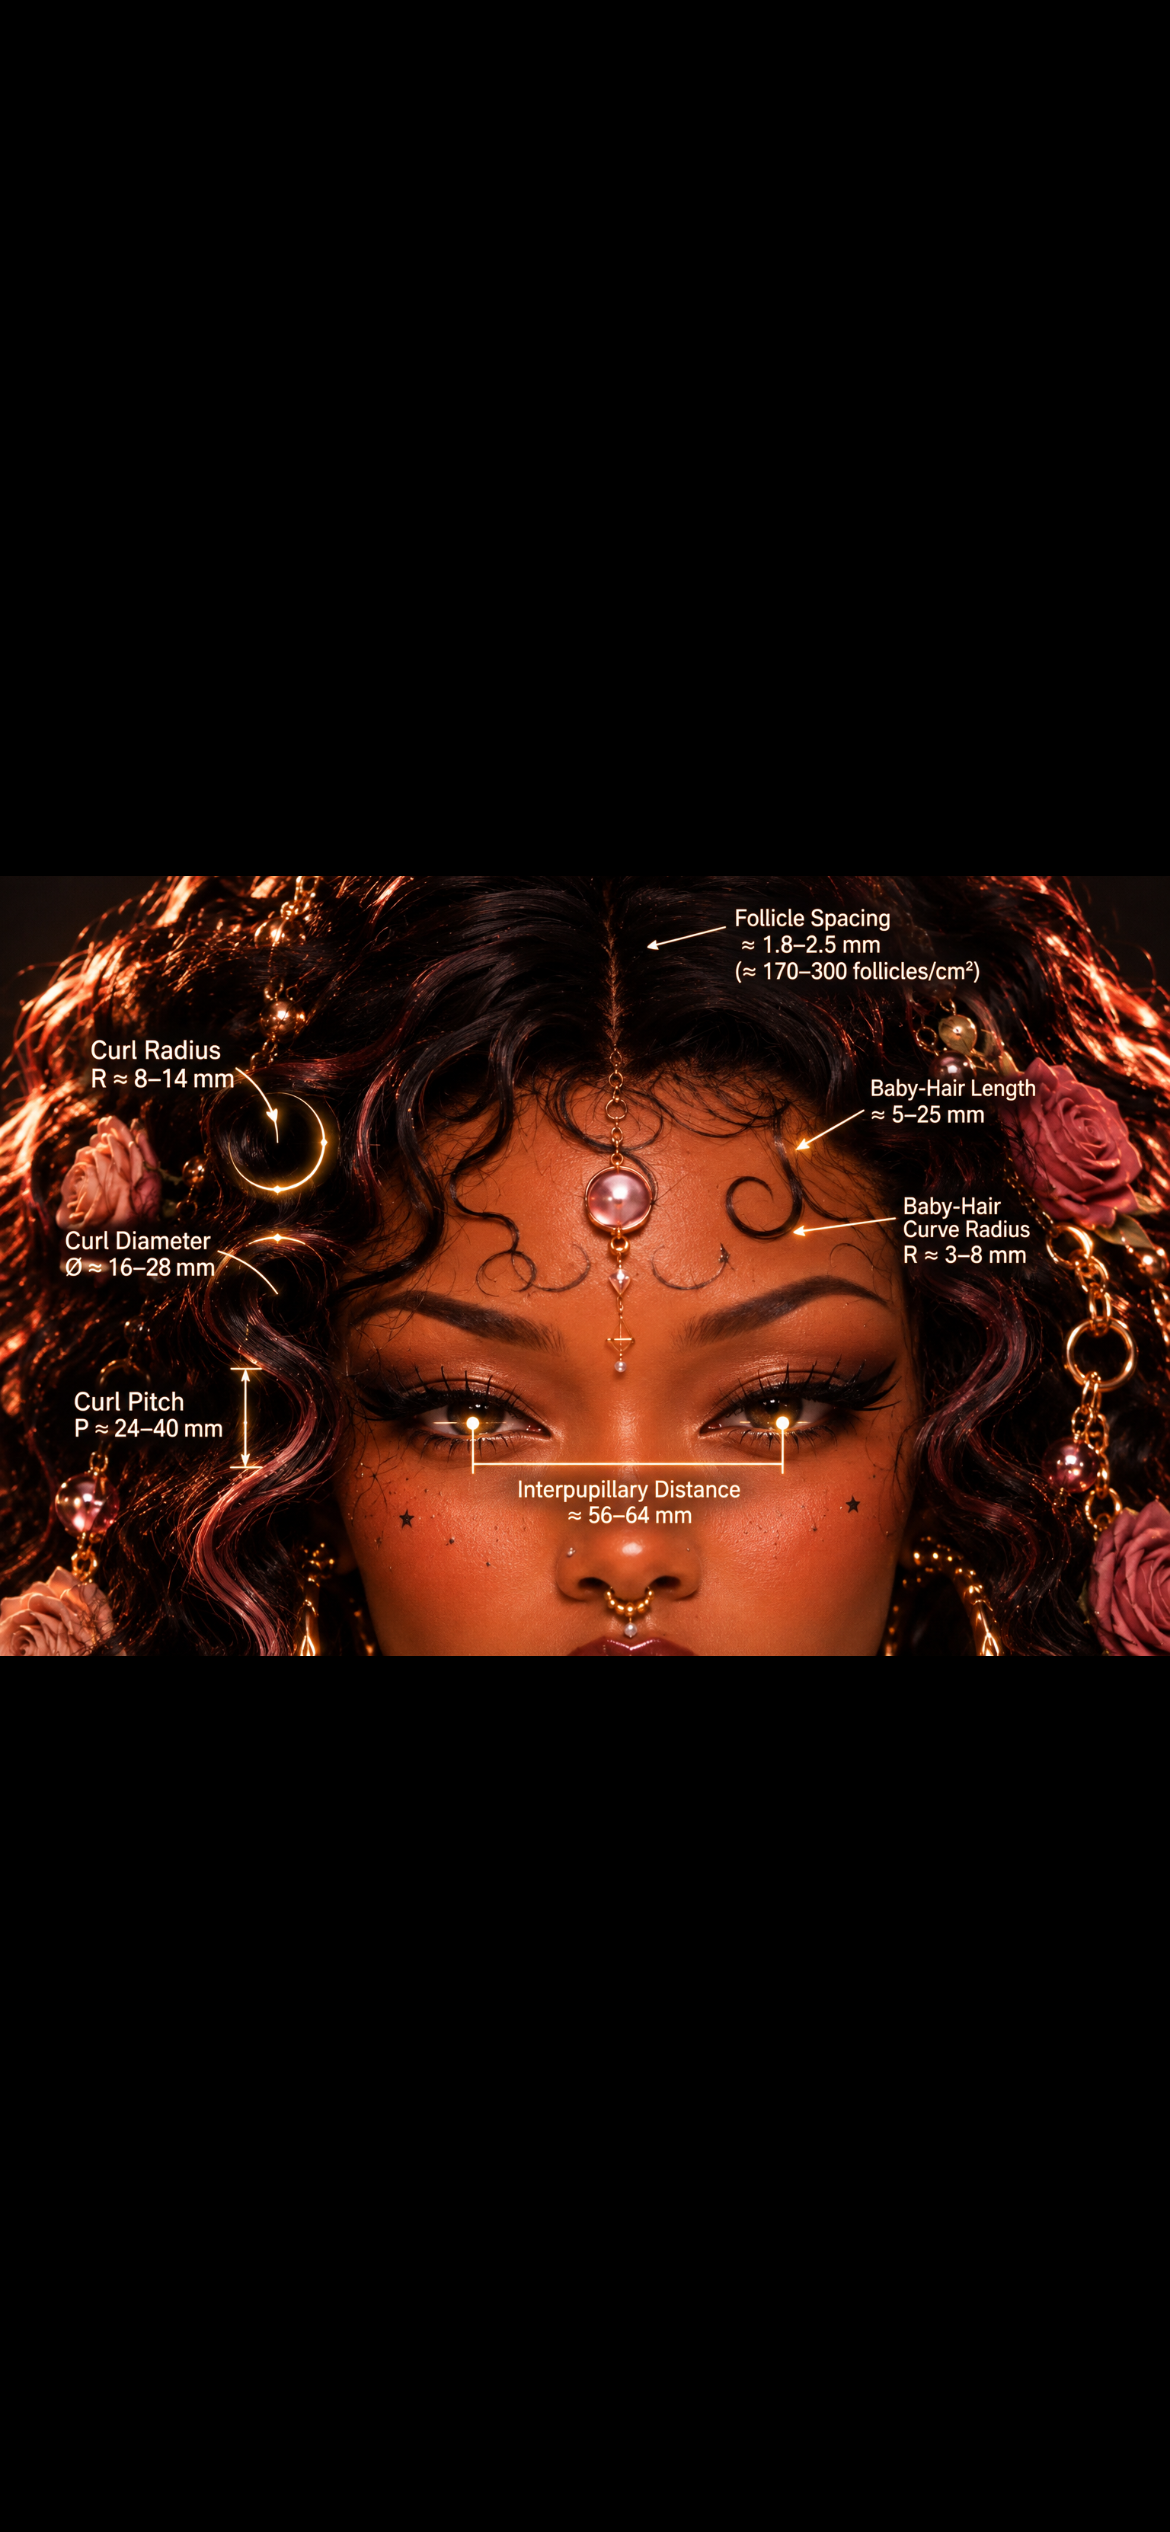 Follicle Spacing
≈ 1.8–2.5 mm
(≈ 170–300 follicles/cm²)
Curl Radius
R ≈ 8–14 mm
Baby-Hair Length
≈ 5–25 mm
Baby-Hair
Curve Radius
R ≈ 3–8 mm
Curl Diameter
Ø ≈ 16–28 mm
Curl Pitch
P ≈ 24–40 mm
Interpupillary Distance
≈ 56–64 mm